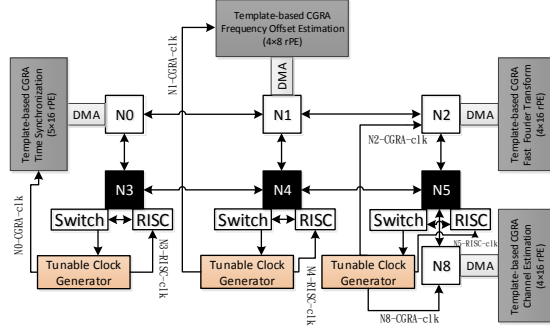 Template-based CGRA
Frequency Offset Estimation
(4×8 rPE)
N1-CGRA-clk
DMA
Template-based CGRA
Time Synchronization
(5×16 rPE)
DMA
N0
N1
N2
DMA
Template-based CGRA
Fast Fourier Transform
(4×16 rPE)
N2-CGRA-clk
N3
N4
N5
Switch
RISC
Switch
RISC
Switch
RISC
N0-CGRA-clk
N3-RISC-clk
N4-RISC-clk
N5-RISC-clk
Tunable Clock
Generator
Tunable Clock
Generator
Tunable Clock
Generator
N8
DMA
Template-based CGRA
Channel Estimation
(4×16 rPE)
N8-CGRA-clk